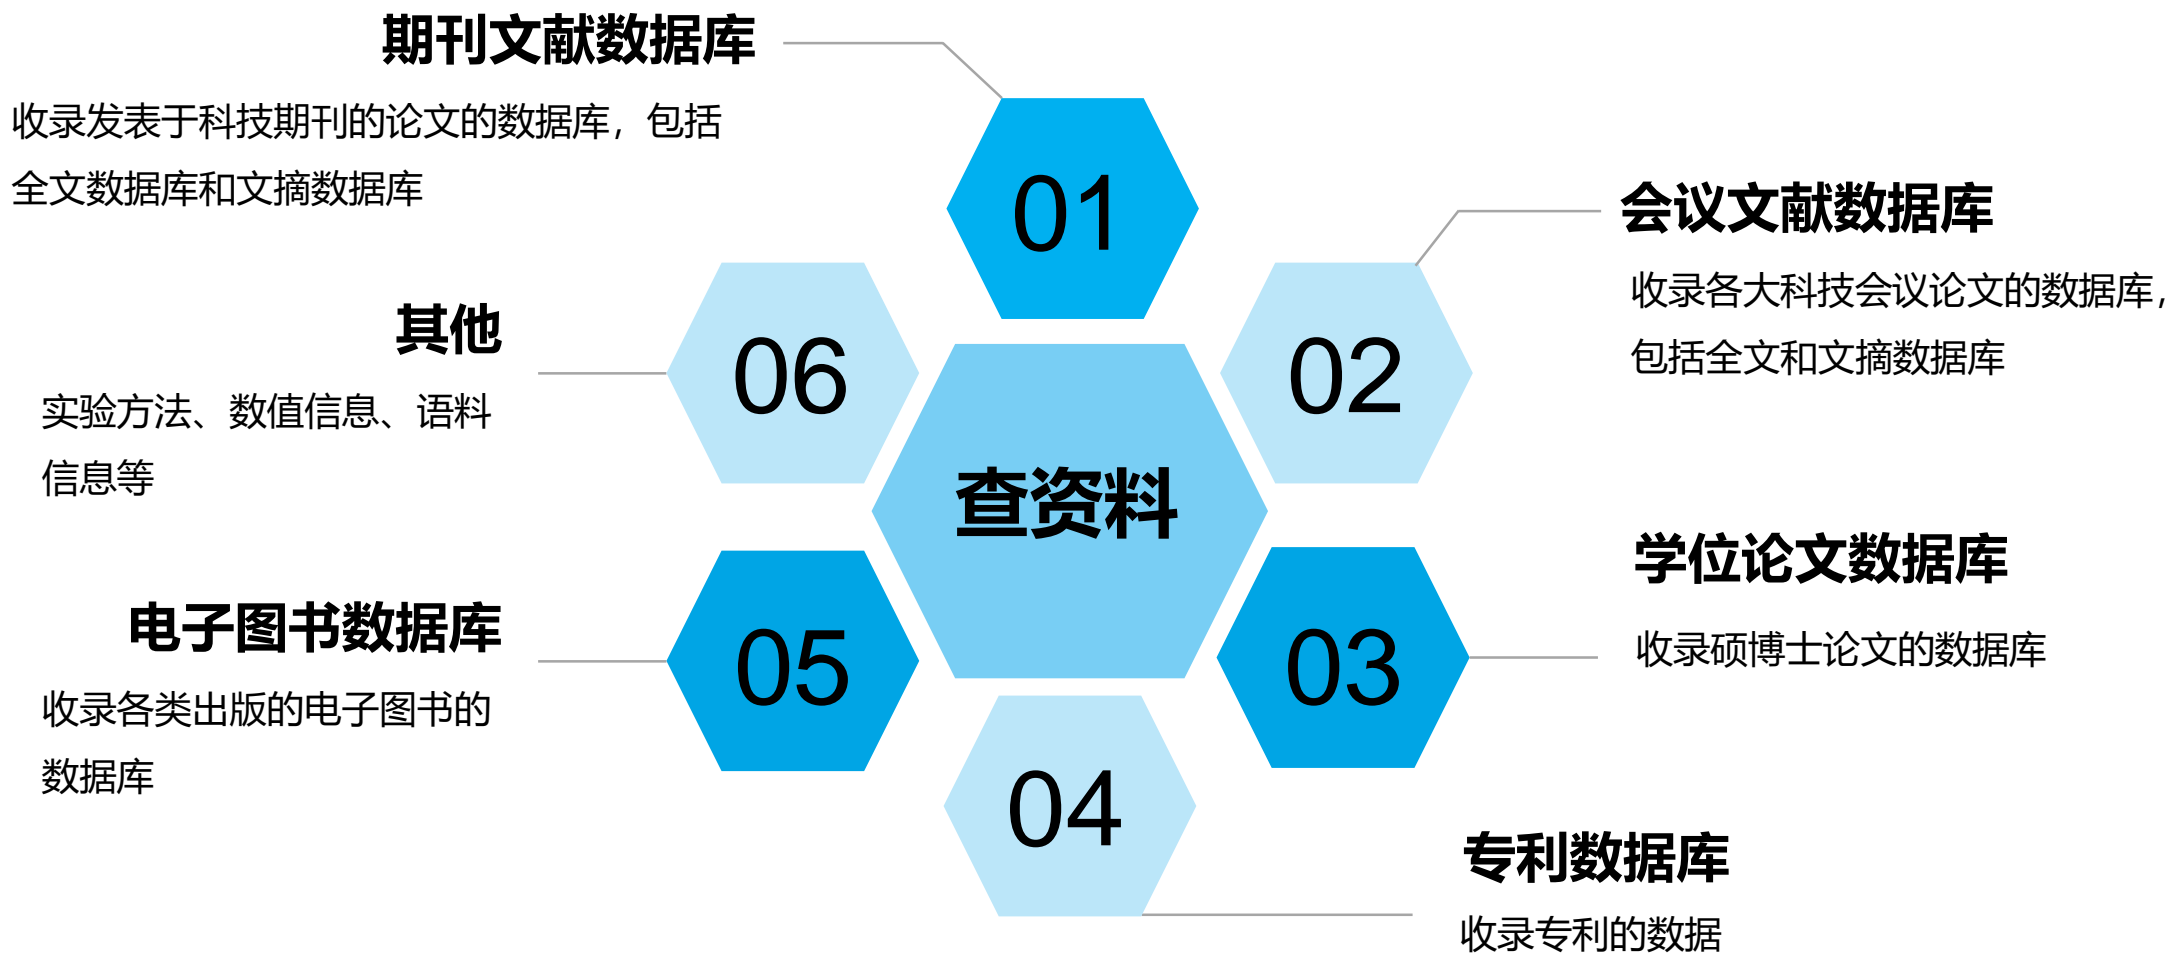 期刊文献数据库
收录发表于科技期刊的论文的数据库，包括
全文数据库和文摘数据库
01
会议文献数据库
收录各大科技会议论文的数据库，
包括全文和文摘数据库
02
其他
实验方法、数值信息、语料
信息等
06
查资料
学位论文数据库
收录硕博士论文的数据库
03
电子图书数据库
收录各类出版的电子图书的
数据库
05
04
专利数据库
收录专利的数据